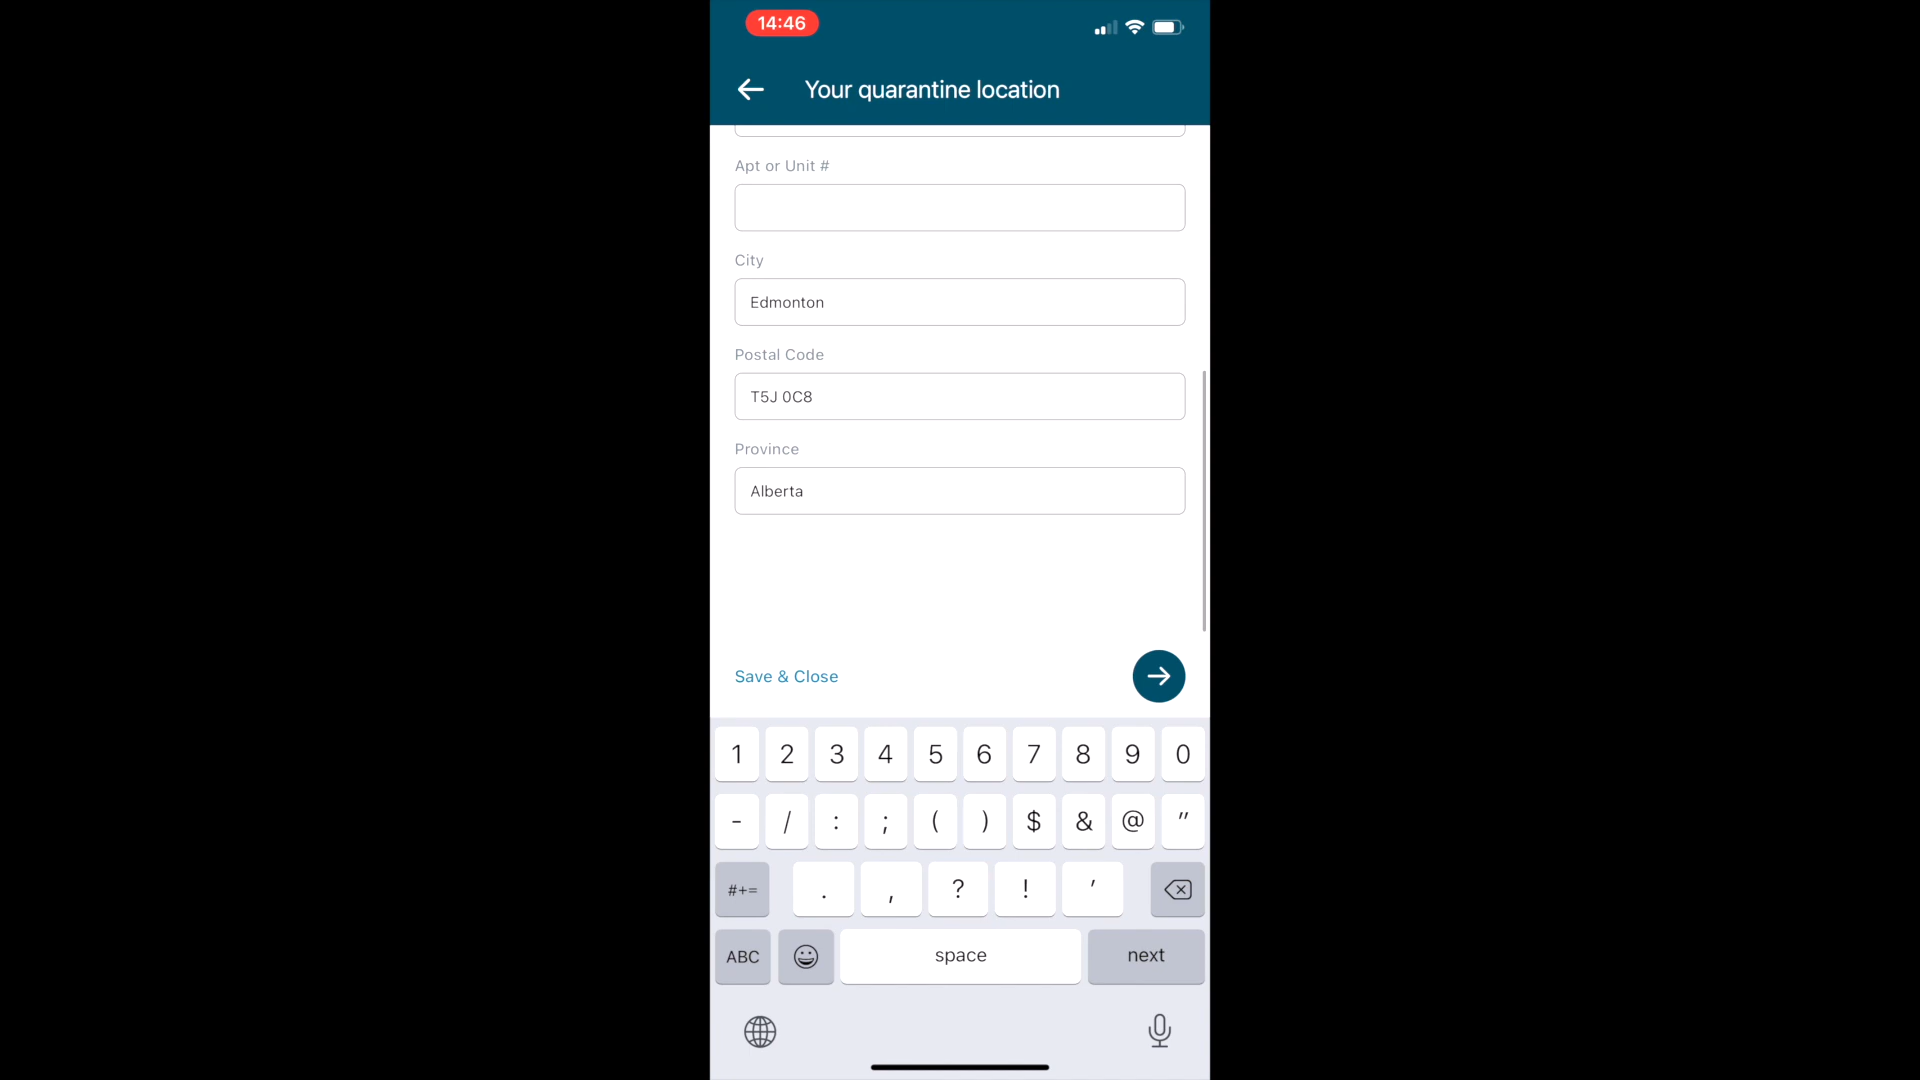 14:46
Your quarantine location
Apt or Unit #
City
Edmonton
Postal Code
T5J 0C8
Province
Alberta
Save & Close
1 2 3 4 5 6 7 8 9 0
- / : ; ( ) $ & @ "
#+= . , ? ! '
ABC space next